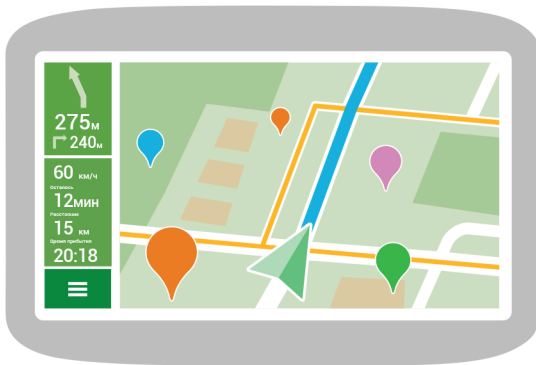 275м
240м
60 км/ч
Осталось
12мин
Расстояние
15 км
Время прибытия
20:18